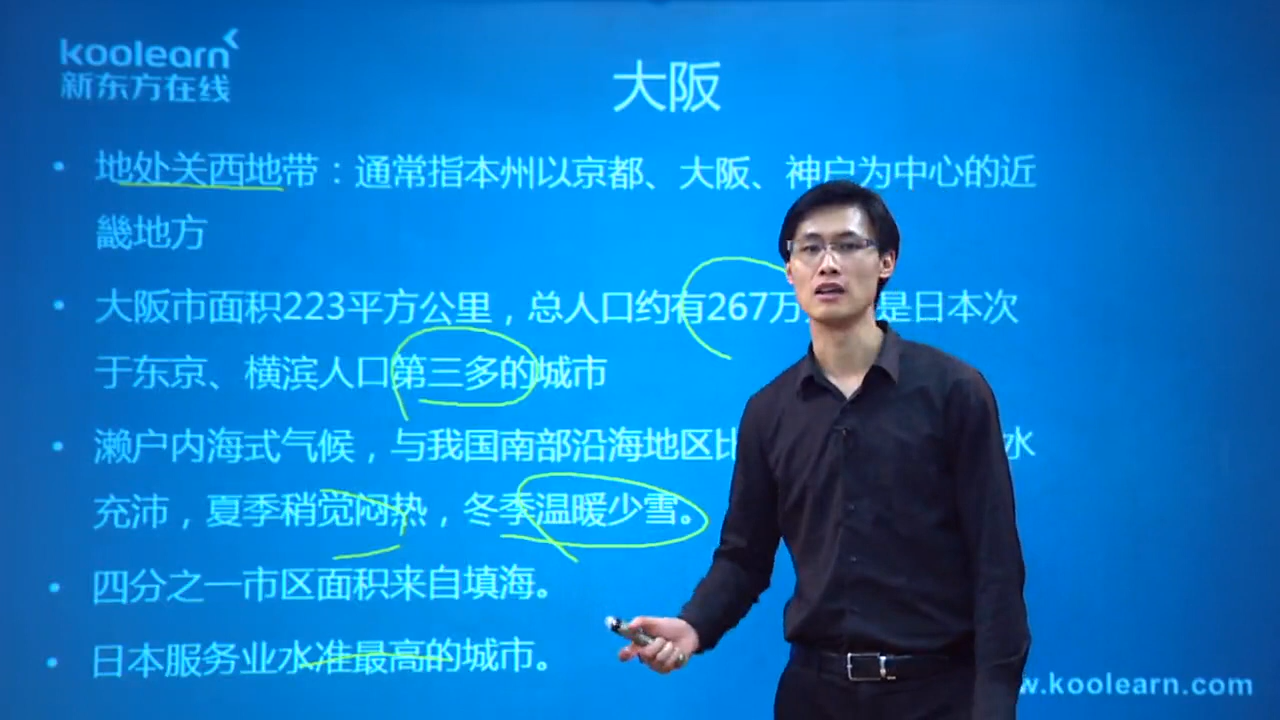 koolearn
新东方在线
大阪
• 地处关西地带：通常指本州以京都、大阪、神户为中心的近
畿地方
• 大阪市面积223平方公里，总人口约有267万 是日本次
于东京、横滨人口第三多的城市
• 濑户内海式气候，与我国南部沿海地区比 水
充沛，夏季稍觉闷热，冬季温暖少雪。
• 四分之一市区面积来自填海。
• 日本服务业水准最高的城市。
w.koolearn.com